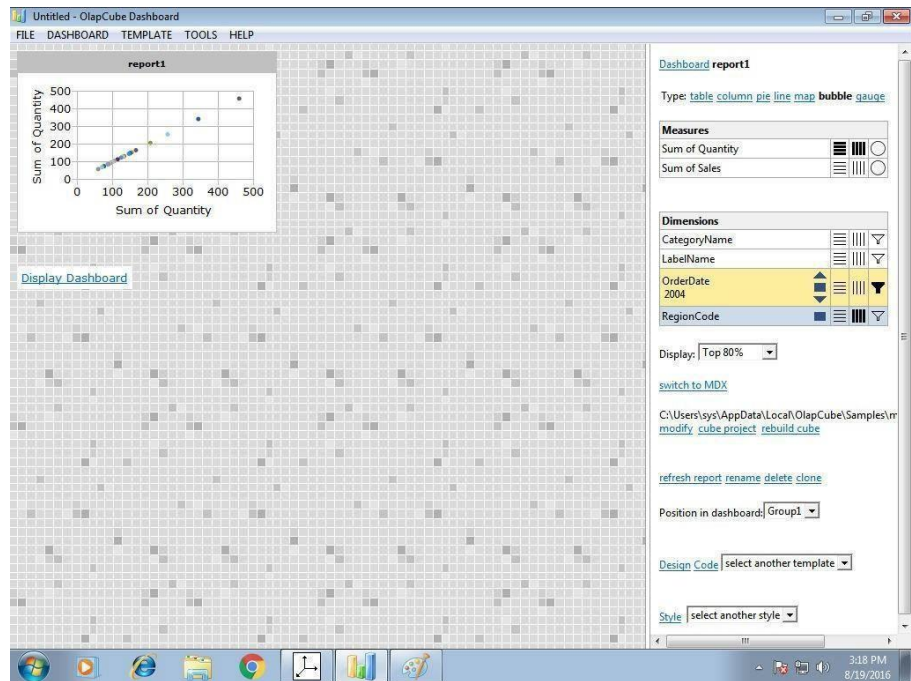 Untitled - OlapCube Dashboard
FILE DASHBOARD TEMPLATE TOOLS HELP
report1
Sum of Quantity
500
400
300
200
100
0
0 100 200 300 400 500
Sum of Quantity
Display Dashboard
Dashboard report1
Type: table column pie line map bubble gauge
Measures
Sum of Quantity
Sum of Sales
Dimensions
CategoryName
LabelName
OrderDate
2004
RegionCode
Display: Top 80%
switch to MDX
C:\Users\sys\AppData\Local\OlapCube\Samples\m
modify cube project rebuild cube
refresh report rename delete clone
Position in dashboard: Group1
Design Code select another template
Style select another style
3:18 PM
8/19/2016